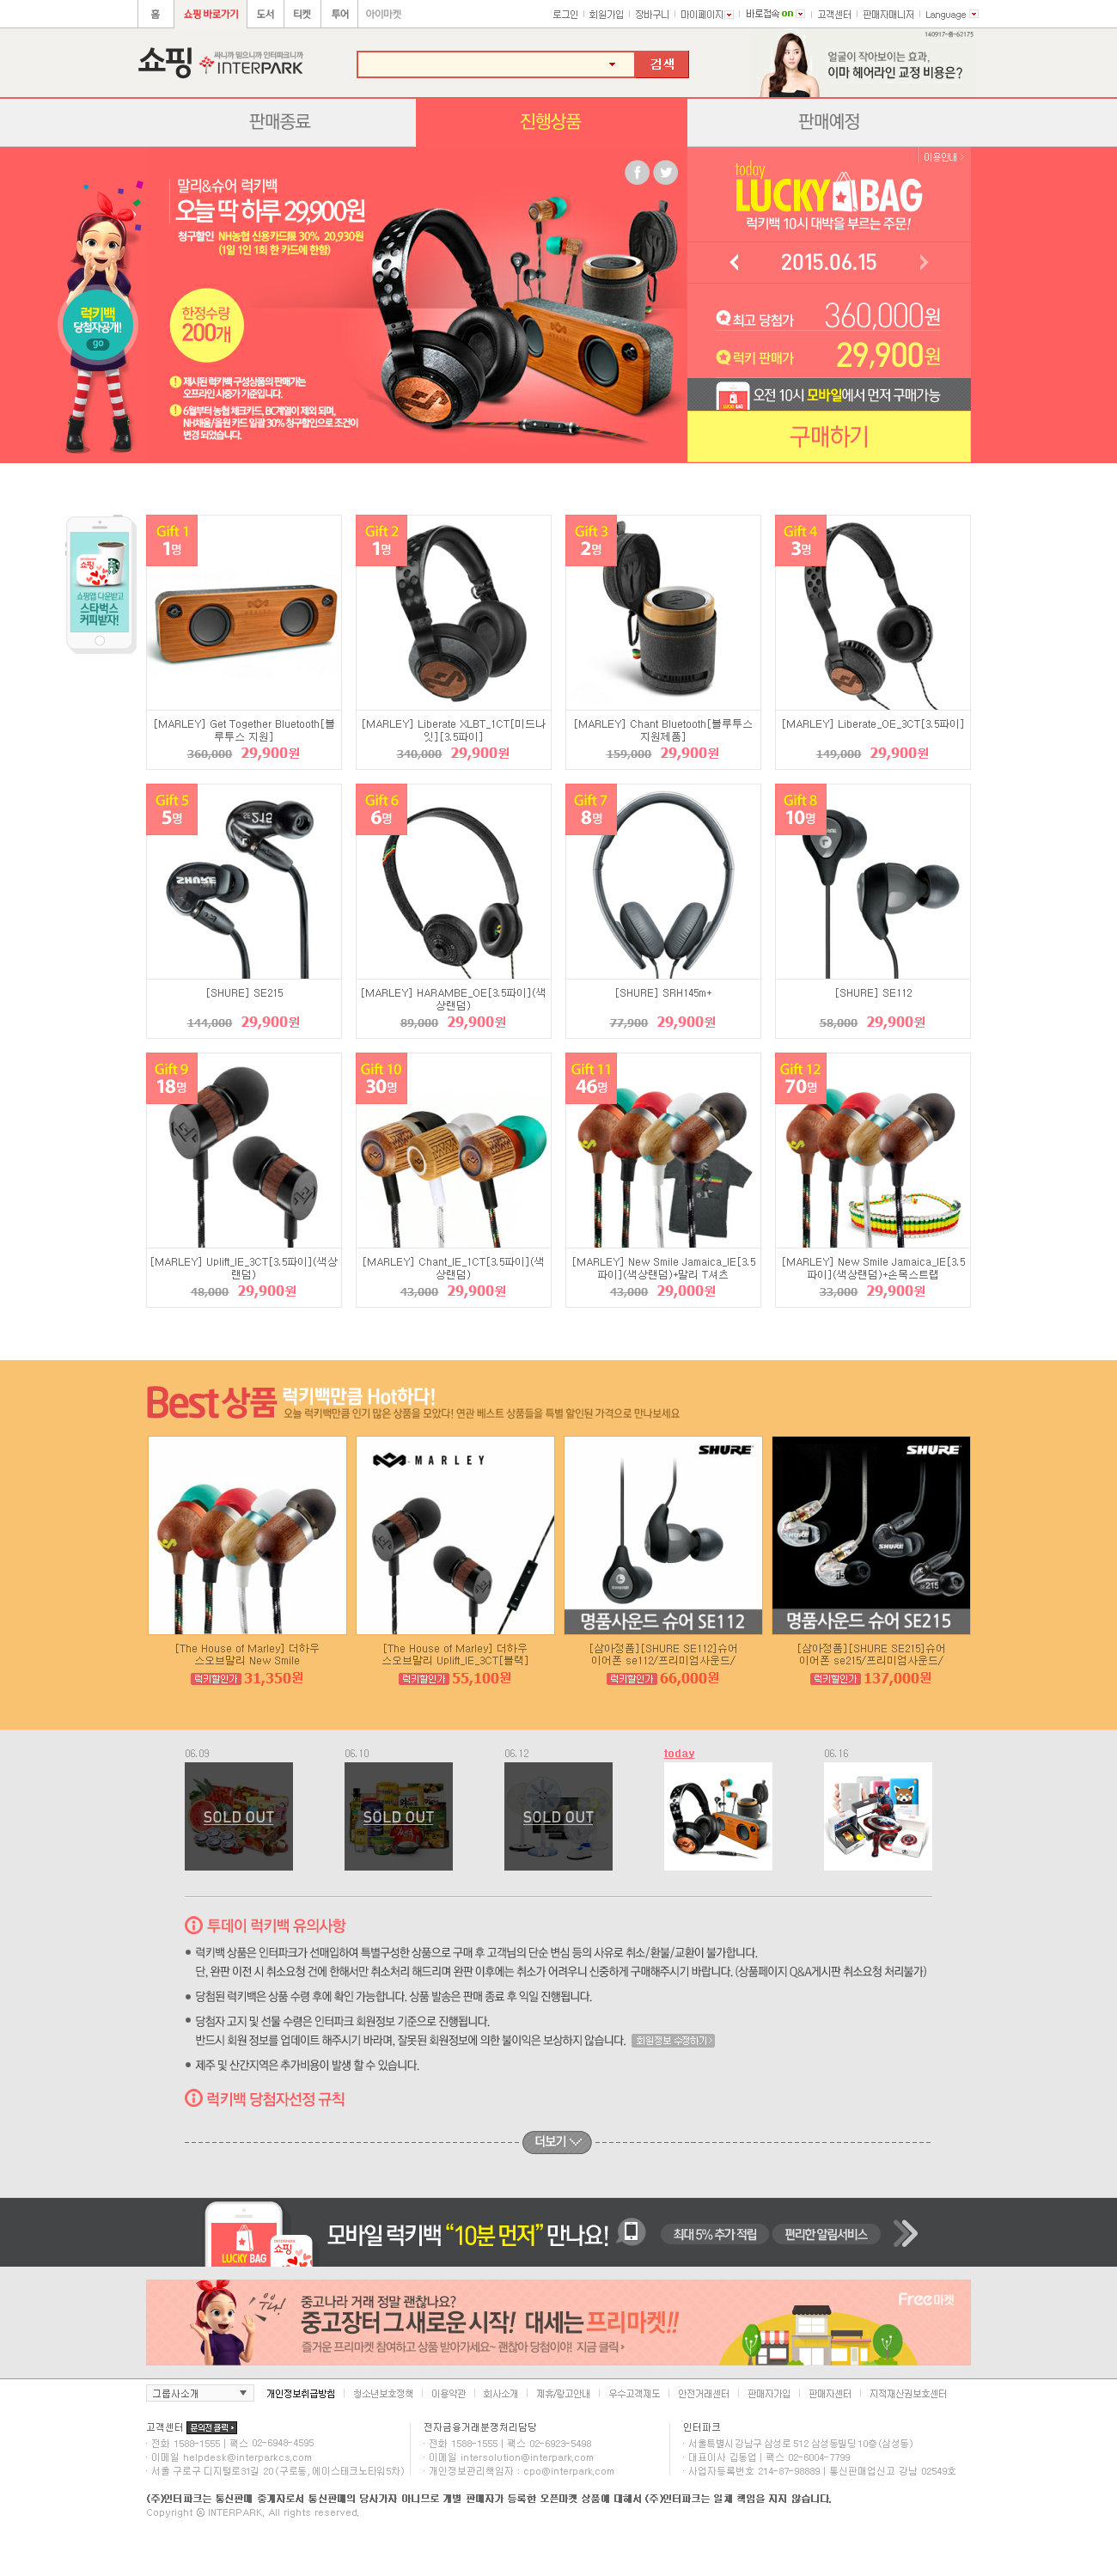 홈 쇼핑 바로가기 도서 티켓 투어 아이마켓
로그인 회원가입 장바구니 마이페이지 바로접속 on 고객센터 판매자매니저 Language
140917-중-62175
쇼핑 싸니까 믿으니까 인터파크니까
INTERPARK
검색
얼굴이 작아보이는 효과,
이마 헤어라인 교정 비용은?
판매종료
진행상품
판매예정
이용안내
말리&슈어 럭키백
오늘 딱 하루 29,900원
청구할인 NH농협 신용카드限 30% 20,930원
(1일 1인 1회 한 카드에 한함)
한정수량
200개
럭키백
당첨자공개!
go
제시된 럭키백 구성상품의 판매가는
오프라인 시중가 기준입니다.
6월부터 농협 체크카드, BC계열이 제외 되며,
NH채움/올원 카드 일괄 30% 청구할인으로 조건이
변경 되었습니다.
today
LUCKY BAG
럭키백 10시 대박을 부르는 주문!
2015.06.15
최고 당첨가 360,000원
럭키 판매가 29,900원
LUCKY BAG
오전 10시 모바일에서 먼저 구매가능
구매하기
쇼핑
쇼핑앱 다운받고
스타벅스
커피받자!
Gift 1
1명
Gift 2
1명
Gift 3
2명
Gift 4
3명
[MARLEY] Get Together Bluetooth[블
루투스 지원]
360,000 29,900원
[MARLEY] Liberate XLBT_1CT[미드나
잇][3.5파이]
340,000 29,900원
[MARLEY] Chant Bluetooth[블루투스
지원제품]
159,000 29,900원
[MARLEY] Liberate_OE_3CT[3.5파이]
149,000 29,900원
Gift 5
5명
Gift 6
6명
Gift 7
8명
Gift 8
10명
[SHURE] SE215
144,000 29,900원
[MARLEY] HARAMBE_OE[3.5파이](색
상랜덤)
89,000 29,900원
[SHURE] SRH145m+
77,900 29,900원
[SHURE] SE112
58,000 29,900원
Gift 9
18명
Gift 10
30명
Gift 11
46명
Gift 12
70명
[MARLEY] Uplift_IE_3CT[3.5파이](색상
랜덤)
48,000 29,900원
[MARLEY] Chant_IE_1CT[3.5파이](색
상랜덤)
43,000 29,900원
[MARLEY] New Smile Jamaica_IE[3.5
파이](색상랜덤)+말리 T셔츠
43,000 29,000원
[MARLEY] New Smile Jamaica_IE[3.5
파이](색상랜덤)+손목스트랩
33,000 29,900원
Best 상품 럭키백만큼 Hot하다!
오늘 럭키백만큼 인기 많은 상품을 모았다! 연관 베스트 상품들을 특별 할인된 가격으로 만나보세요
MARLEY
SHURE
명품사운드 슈어 SE112
SHURE
명품사운드 슈어 SE215
[The House of Marley] 더하우
스오브말리 New Smile
럭키할인가 31,350원
[The House of Marley] 더하우
스오브말리 Uplift_IE_3CT[블랙]
럭키할인가 55,100원
[삼아정품][SHURE SE112]슈어
이어폰 se112/프리미엄사운드/
럭키할인가 66,000원
[삼아정품][SHURE SE215]슈어
이어폰 se215/프리미엄사운드/
럭키할인가 137,000원
06.09
06.10
06.12
today
06.16
SOLD OUT
SOLD OUT
SOLD OUT
투데이 럭키백 유의사항
럭키백 상품은 인터파크가 선매입하여 특별구성한 상품으로 구매 후 고객님의 단순 변심 등의 사유로 취소/환불/교환이 불가합니다.
단, 완판 이전 시 취소요청 건에 한해서만 취소처리 해드리며 완판 이후에는 취소가 어려우니 신중하게 구매해주시기 바랍니다. (상품페이지 Q&A게시판 취소요청 처리불가)
당첨된 럭키백은 상품 수령 후에 확인 가능합니다. 상품 발송은 판매 종료 후 익일 진행됩니다.
당첨자 고지 및 선물 수령은 인터파크 회원정보 기준으로 진행됩니다.
반드시 회원 정보를 업데이트 해주시기 바라며, 잘못된 회원정보에 의한 불이익은 보상하지 않습니다. 회원정보 수정하기
제주 및 산간지역은 추가비용이 발생 할 수 있습니다.
럭키백 당첨자선정 규칙
더보기
LUCKY BAG
쇼핑
모바일 럭키백 “10분 먼저” 만나요!
최대 5% 추가 적립
편리한 알림서비스
중고나라 거래 정말 괜찮나요?
중고장터 그 새로운 시작! 대세는 프리마켓!!
즐거운 프리마켓 참여하고 상품 받아가세요~ 괜찮아 당첨이야! 지금 클릭
Free마켓
그룹사소개
개인정보취급방침 청소년보호정책 이용약관 회사소개 제휴/광고안내 우수고객제도 안전거래센터 판매자가입 판매자센터 지적재산권보호센터
고객센터 문의전 클릭
전화 1588-1555 | 팩스 02-6948-4595
이메일 helpdesk@interparkcs.com
서울 구로구 디지털로31길 20(구로동, 에이스테크노타워5차)
전자금융거래분쟁처리담당
전화 1588-1555 | 팩스 02-6923-5498
이메일 intersolution@interpark.com
개인정보관리책임자 : cpo@interpark.com
인터파크
서울특별시 강남구 삼성로 512 삼성동빌딩 10층(삼성동)
대표이사 김동업 | 팩스 02-6004-7799
사업자등록번호 214-87-98889 | 통신판매업신고 강남 02549호
(주)인터파크는 통신판매 중개자로서 통신판매의 당사자가 아니므로 개별 판매자가 등록한 오픈마켓 상품에 대해서 (주)인터파크는 일체 책임을 지지 않습니다.
Copyright ⓒ INTERPARK. All rights reserved.